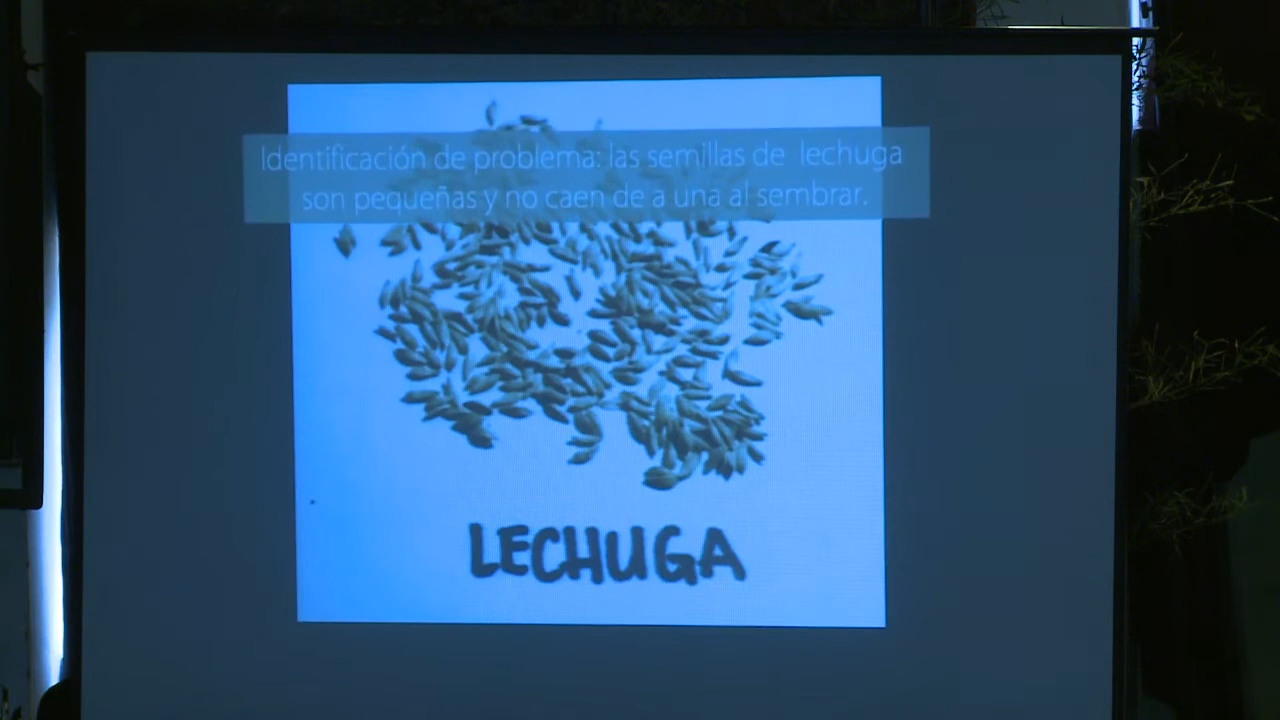 Identificación de problema: las semillas de lechuga
son pequeñas y no caen de a una al sembrar.
LECHUGA